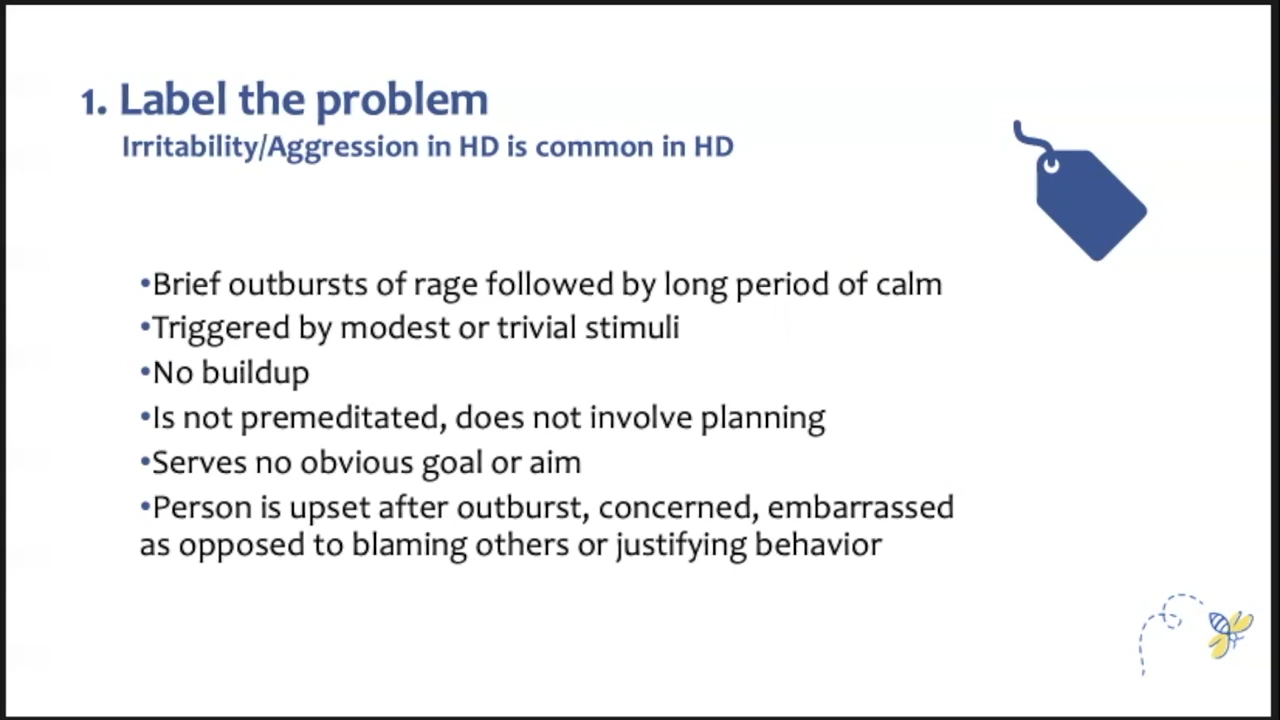 1. Label the problem
Irritability/Aggression in HD is common in HD
•Brief outbursts of rage followed by long period of calm
•Triggered by modest or trivial stimuli
•No buildup
•Is not premeditated, does not involve planning
•Serves no obvious goal or aim
•Person is upset after outburst, concerned, embarrassed
as opposed to blaming others or justifying behavior